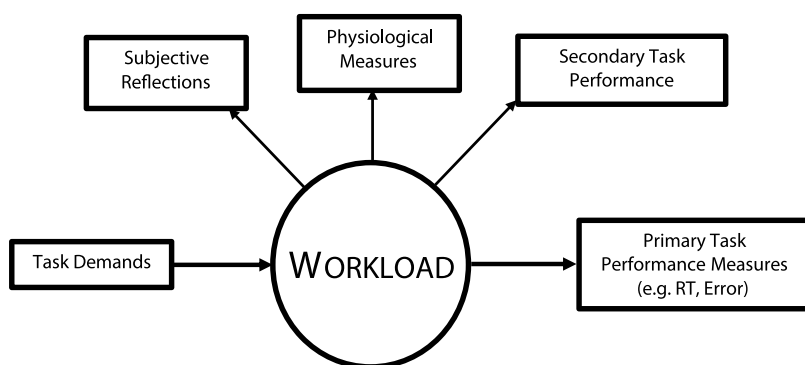 Subjective
Reflections
Physiological
Measures
Secondary Task
Performance
Task Demands
WORKLOAD
Primary Task
Performance Measures
(e.g. RT, Error)